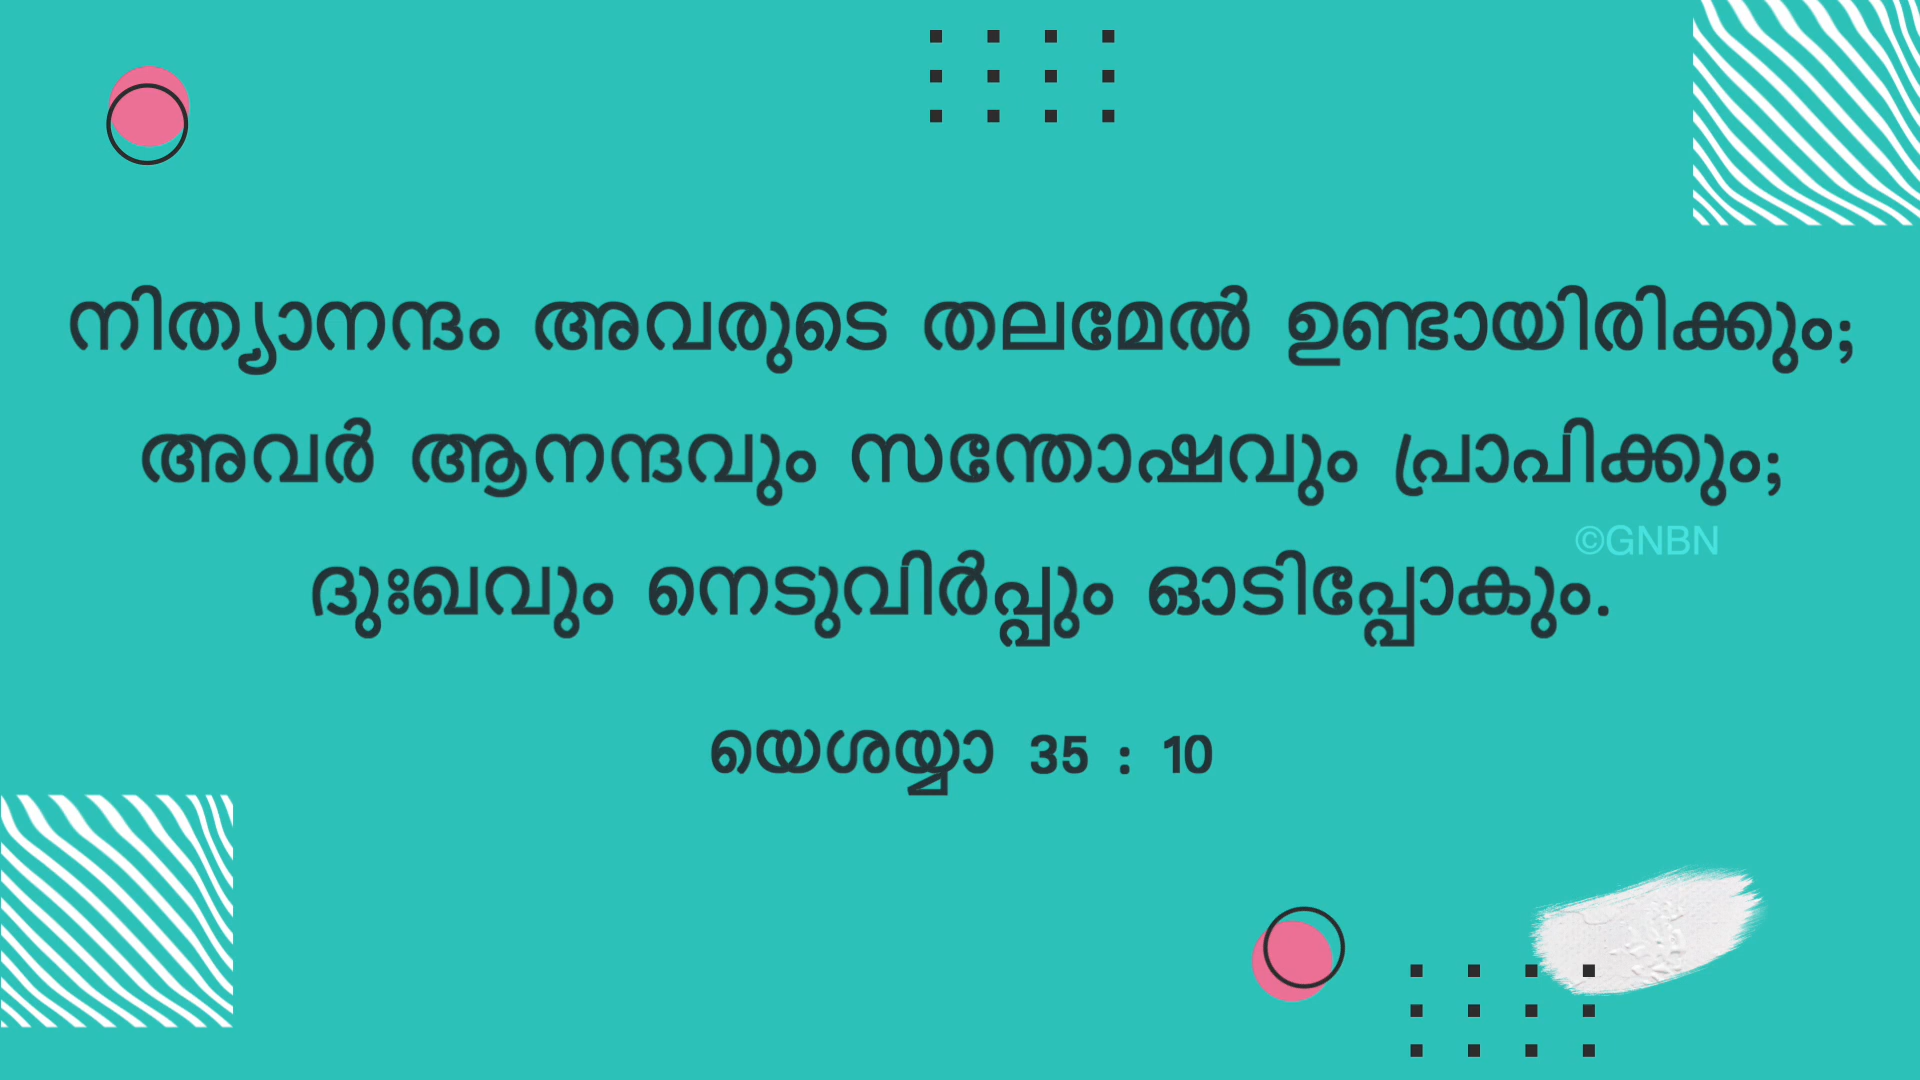 നിത്യാനന്ദം അവരുടെ തലമേൽ ഉണ്ടായിരിക്കും;
അവർ ആനന്ദവും സന്തോഷവും പ്രാപിക്കും;
©GNBN
ദുഃഖവും നെടുവിർപ്പും ഓടിപ്പോകും.
യെശയ്യാ 35 : 10